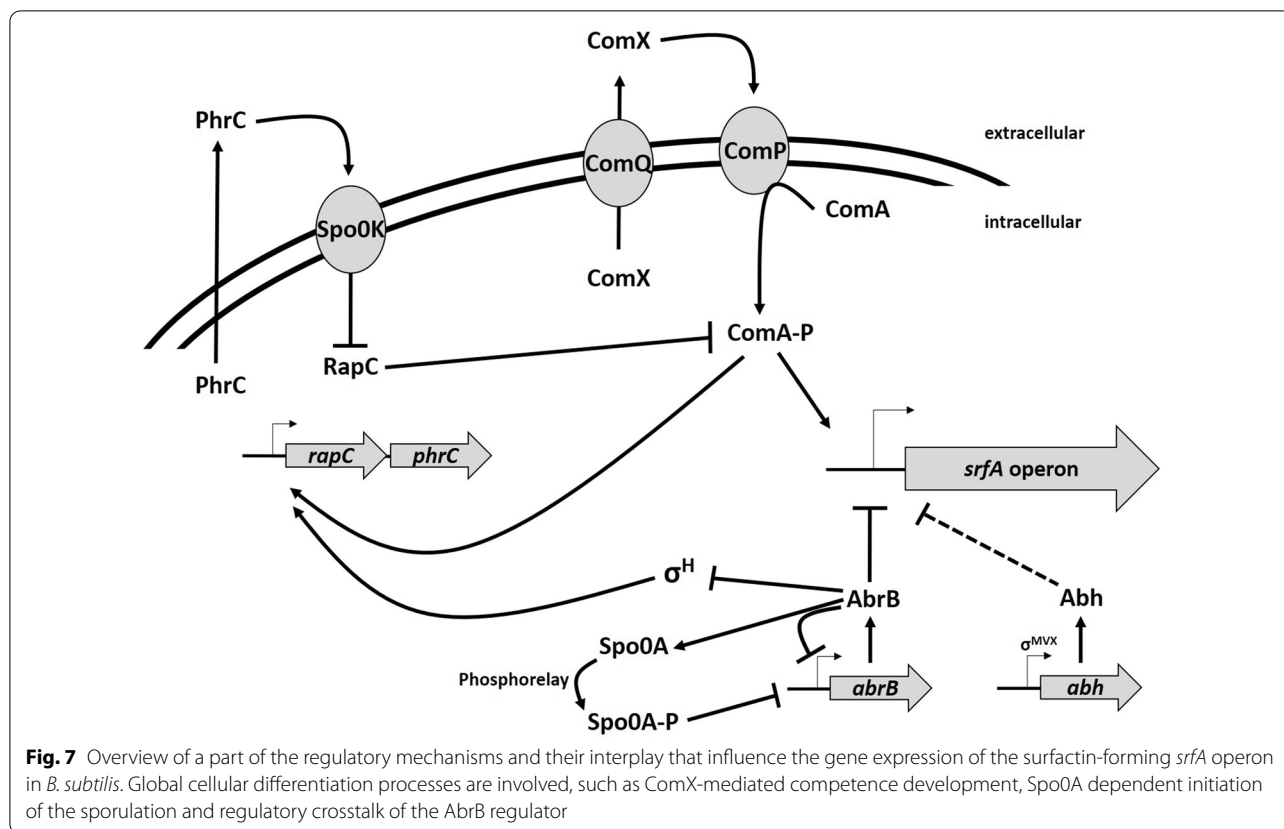 ComX ComX
PhrC
extracellular
ComQ
ComP
ComA
Spo0K
intracellular
ComX
ComA-P
RapC
PhrC
rapC phrC
srfA operon
σᴴ
AbrB
Abh
Spo0A
σᴹⱽˣ
Phosphorelay
abrB
abh
Spo0A-P
Fig. 7 Overview of a part of the regulatory mechanisms and their interplay that influence the gene expression of the surfactin-forming srfA operon
in B. subtilis. Global cellular differentiation processes are involved, such as ComX-mediated competence development, Spo0A dependent initiation
of the sporulation and regulatory crosstalk of the AbrB regulator